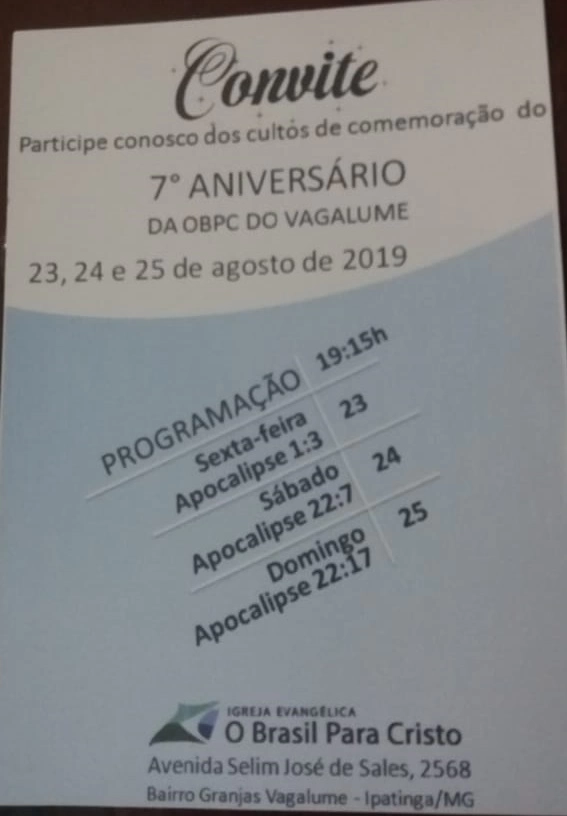 Convite
Participe conosco dos cultos de comemoração do
7° ANIVERSÁRIO
DA OBPC DO VAGALUME
23, 24 e 25 de agosto de 2019
PROGRAMAÇÃO 19:15h
Sexta-feira 23
Apocalipse 1:3
Sábado 24
Apocalipse 22:7
Domingo 25
Apocalipse 22:17
IGREJA EVANGÉLICA
O Brasil Para Cristo
Avenida Selim José de Sales, 2568
Bairro Granjas Vagalume - Ipatinga/MG